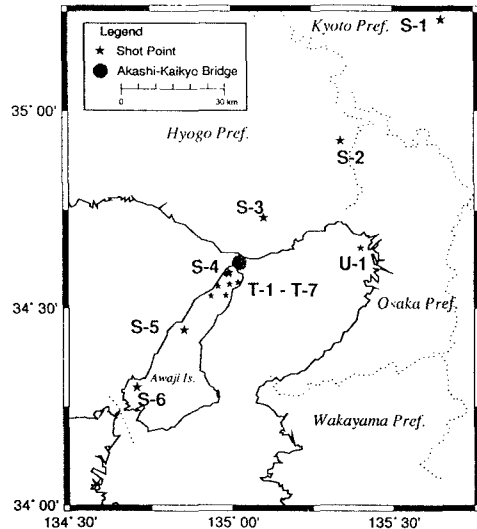 Kyoto Pref.
S-1
Legend
Shot Point
Akashi-Kaikyo Bridge
0 30 km
35° 00'
Hyogo Pref.
S-2
S-3
S-4
U-1
T-1 - T-7
34° 30'
Osaka Pref.
S-5
Awaji Is.
S-6
Wakayama Pref.
34° 00'
134° 30' 135° 00' 135° 30'